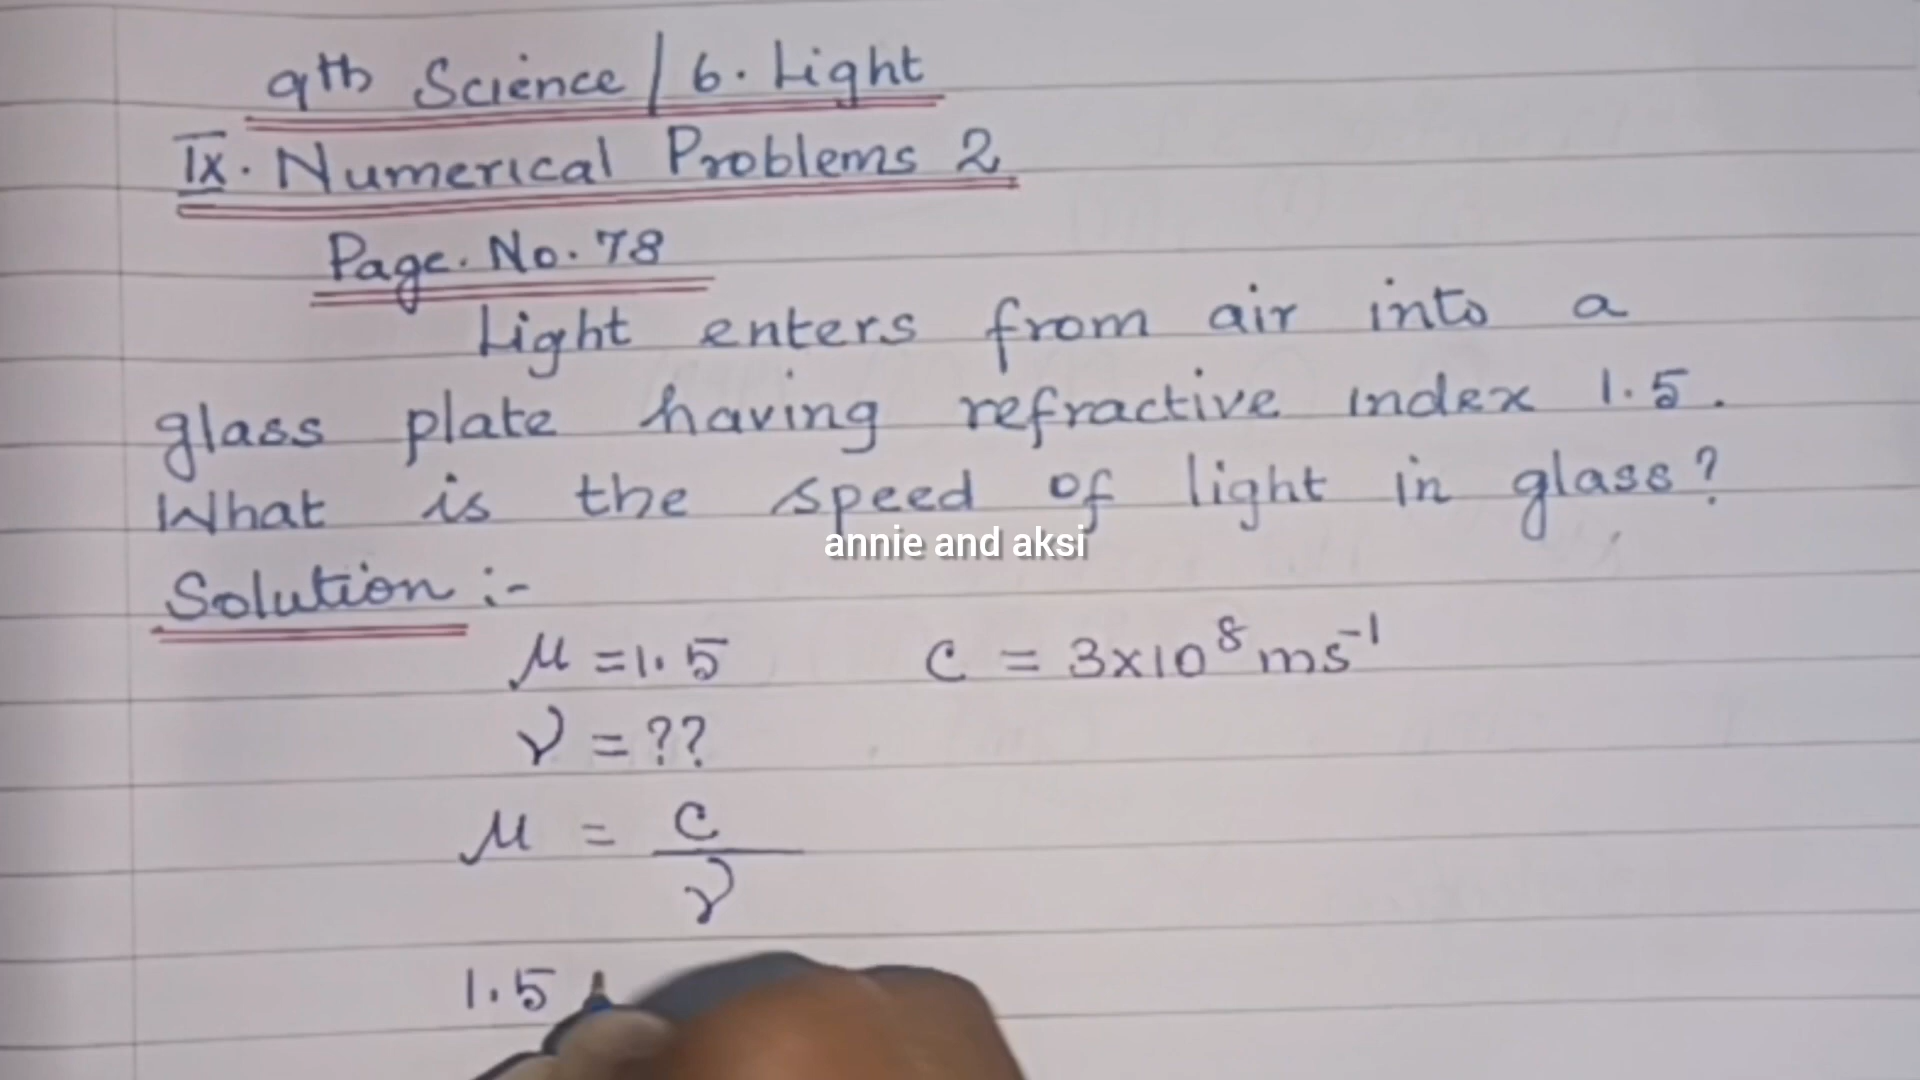 9th Science / 6. Light
IX. Numerical Problems 2
Page. No. 78
Light enters from air into a
glass plate having refractive index 1.5.
What is the speed of light in glass?
annie and aksi
Solution :-
μ = 1.5 c = 3x10⁸ ms⁻¹
ν = ??
μ = c
ν
1.5